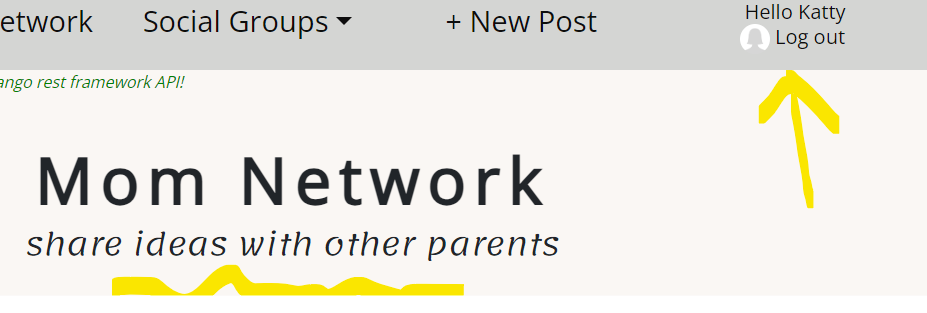 etwork Social Groups + New Post Hello Katty
Log out
ango rest framework API!
Mom Network
share ideas with other parents